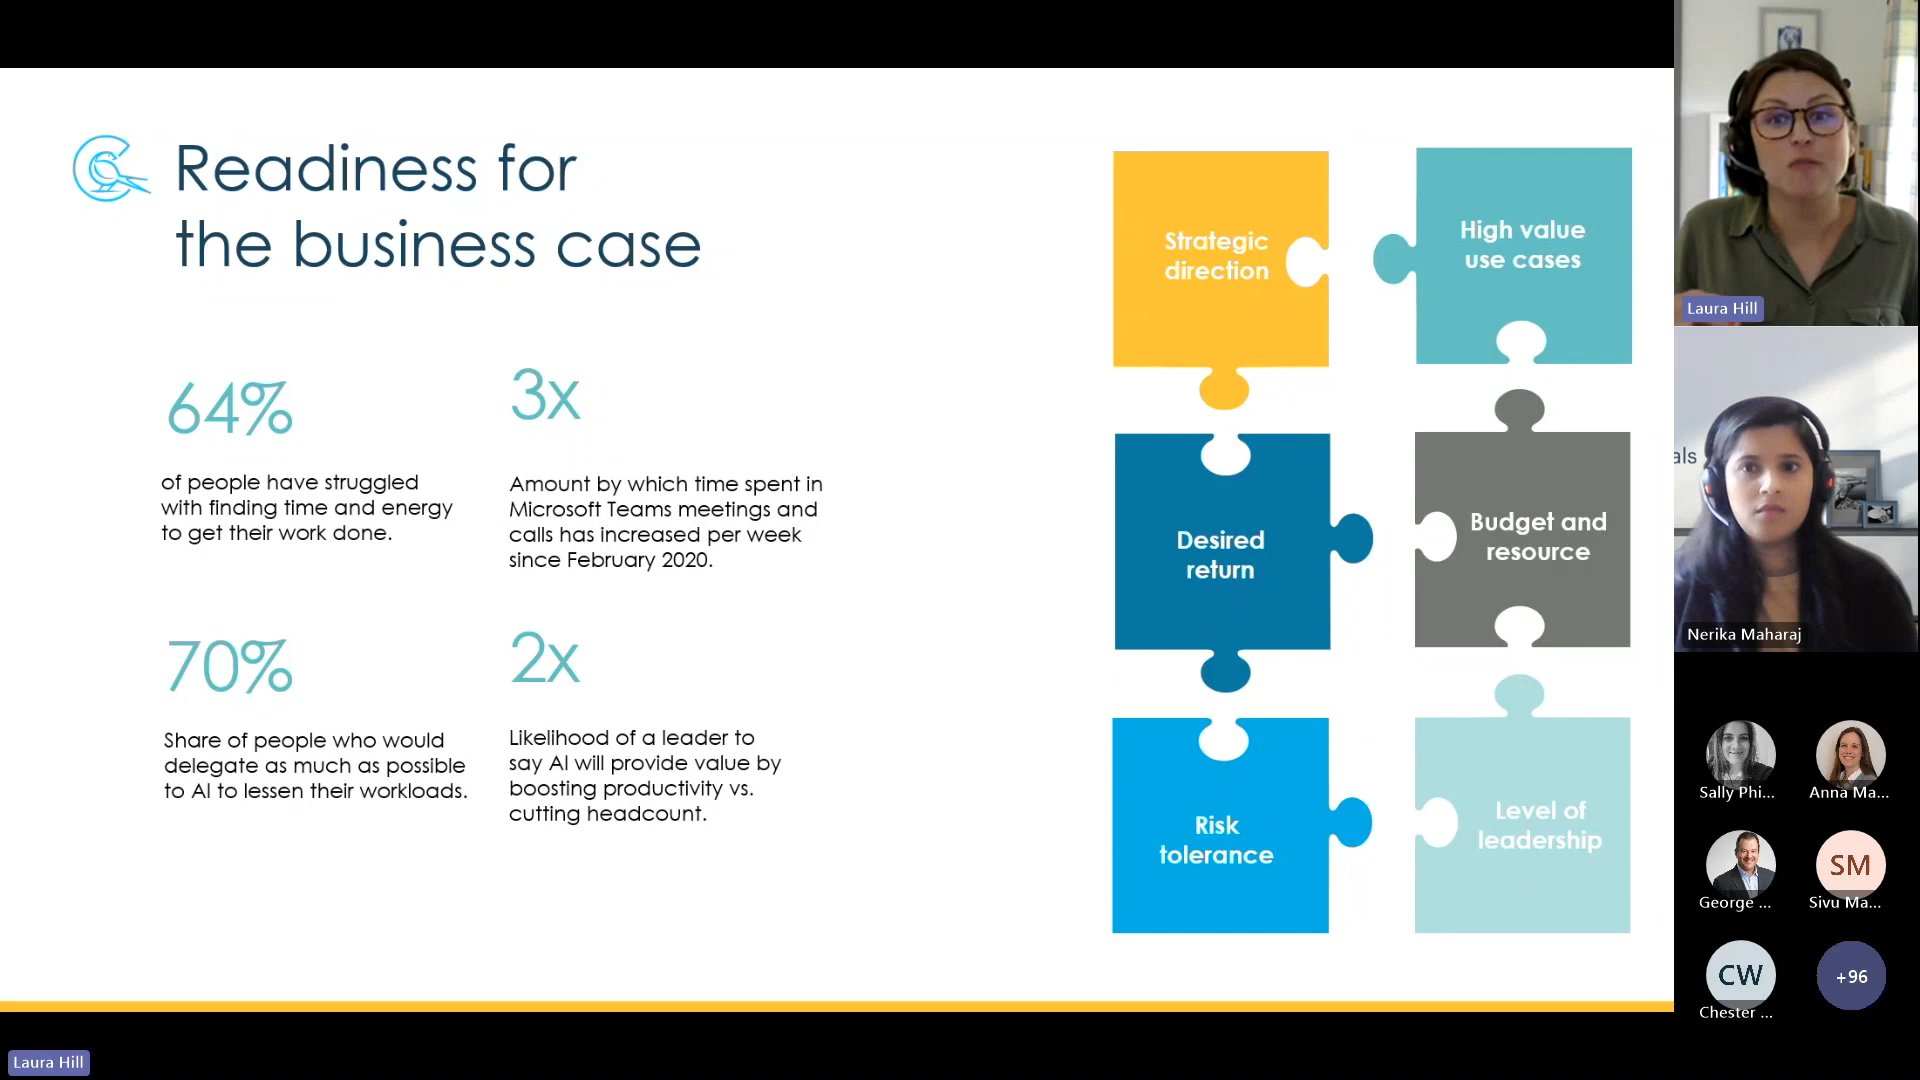 Readiness for
the business case
64%
of people have struggled
with finding time and energy
to get their work done.
3x
Amount by which time spent in
Microsoft Teams meetings and
calls has increased per week
since February 2020.
70%
Share of people who would
delegate as much as possible
to AI to lessen their workloads.
2x
Likelihood of a leader to
say AI will provide value by
boosting productivity vs.
cutting headcount.
Strategic
direction
High value
use cases
Desired
return
Budget and
resource
Risk
tolerance
Level of
leadership
Laura Hill
als
Nerika Maharaj
Sally Phi...
Anna Ma...
George ...
SM
Sivu Ma...
CW
Chester ...
+96
Laura Hill